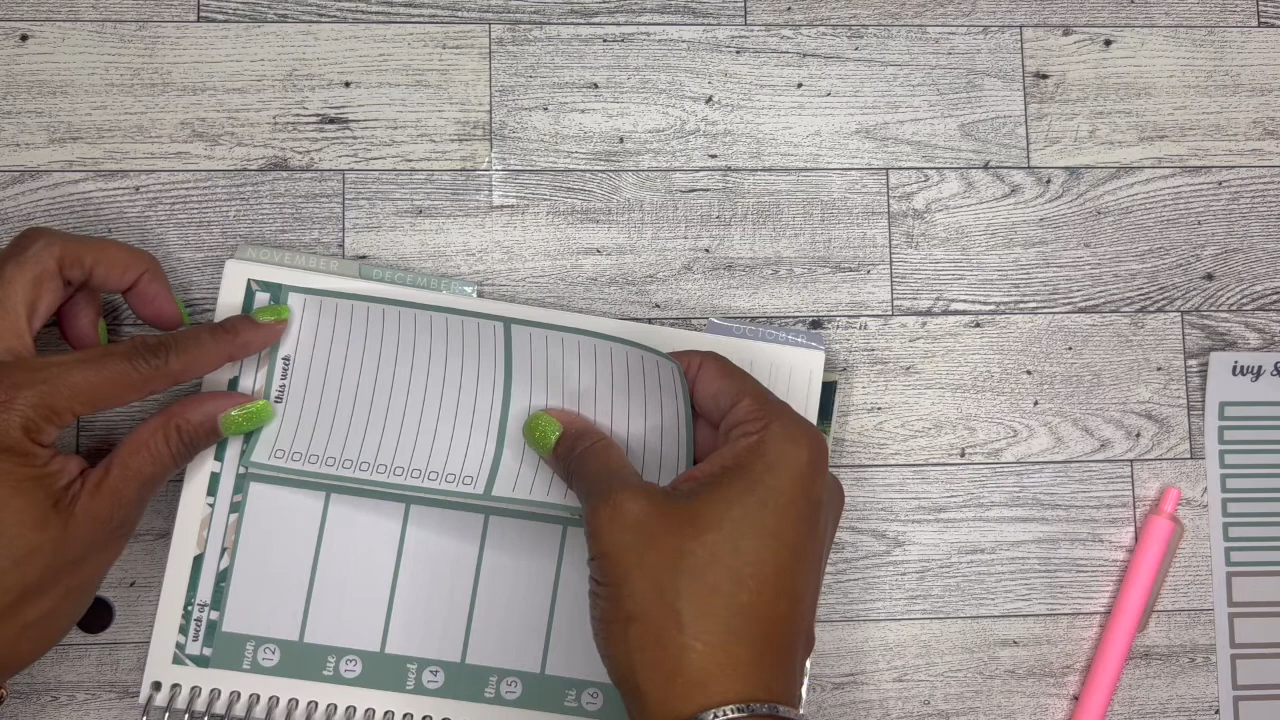 NOVEMBER
DECEMBER
OCTOBER
ivy &
this week
week of:
mon 12
tue 13
wed 14
thu 15
fri 16